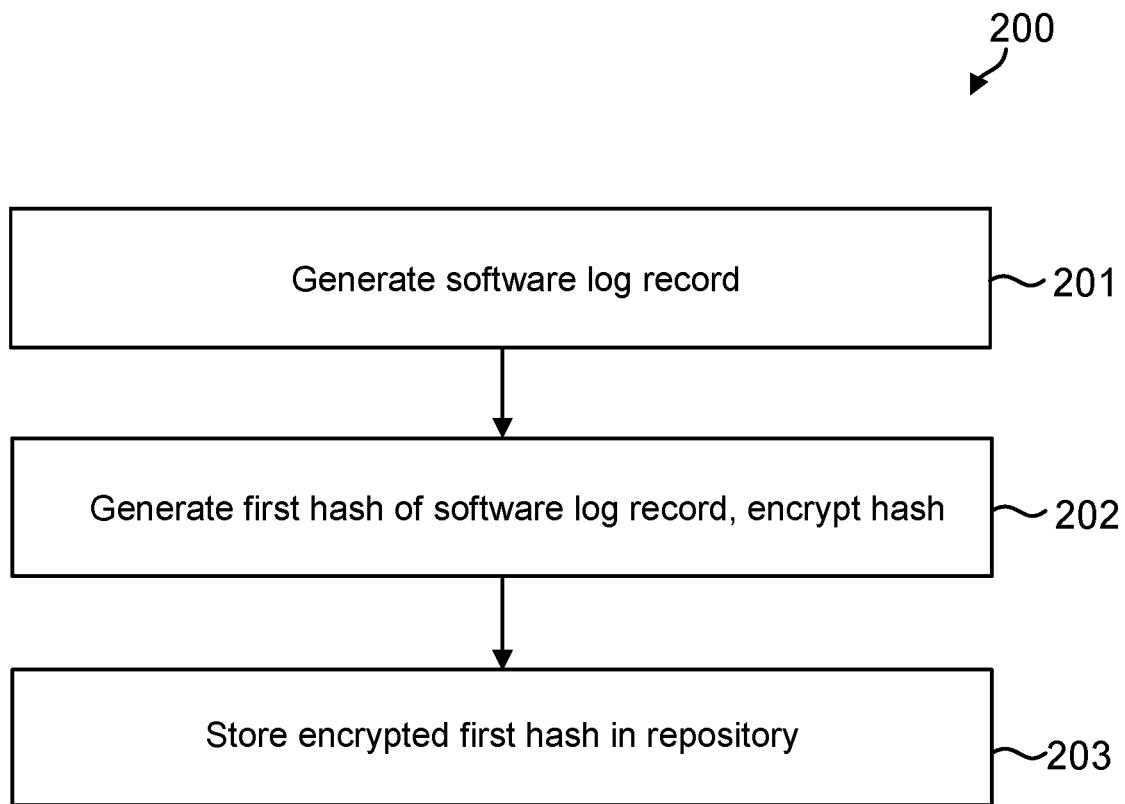 200
Generate software log record
201
Generate first hash of software log record, encrypt hash
202
Store encrypted first hash in repository
203